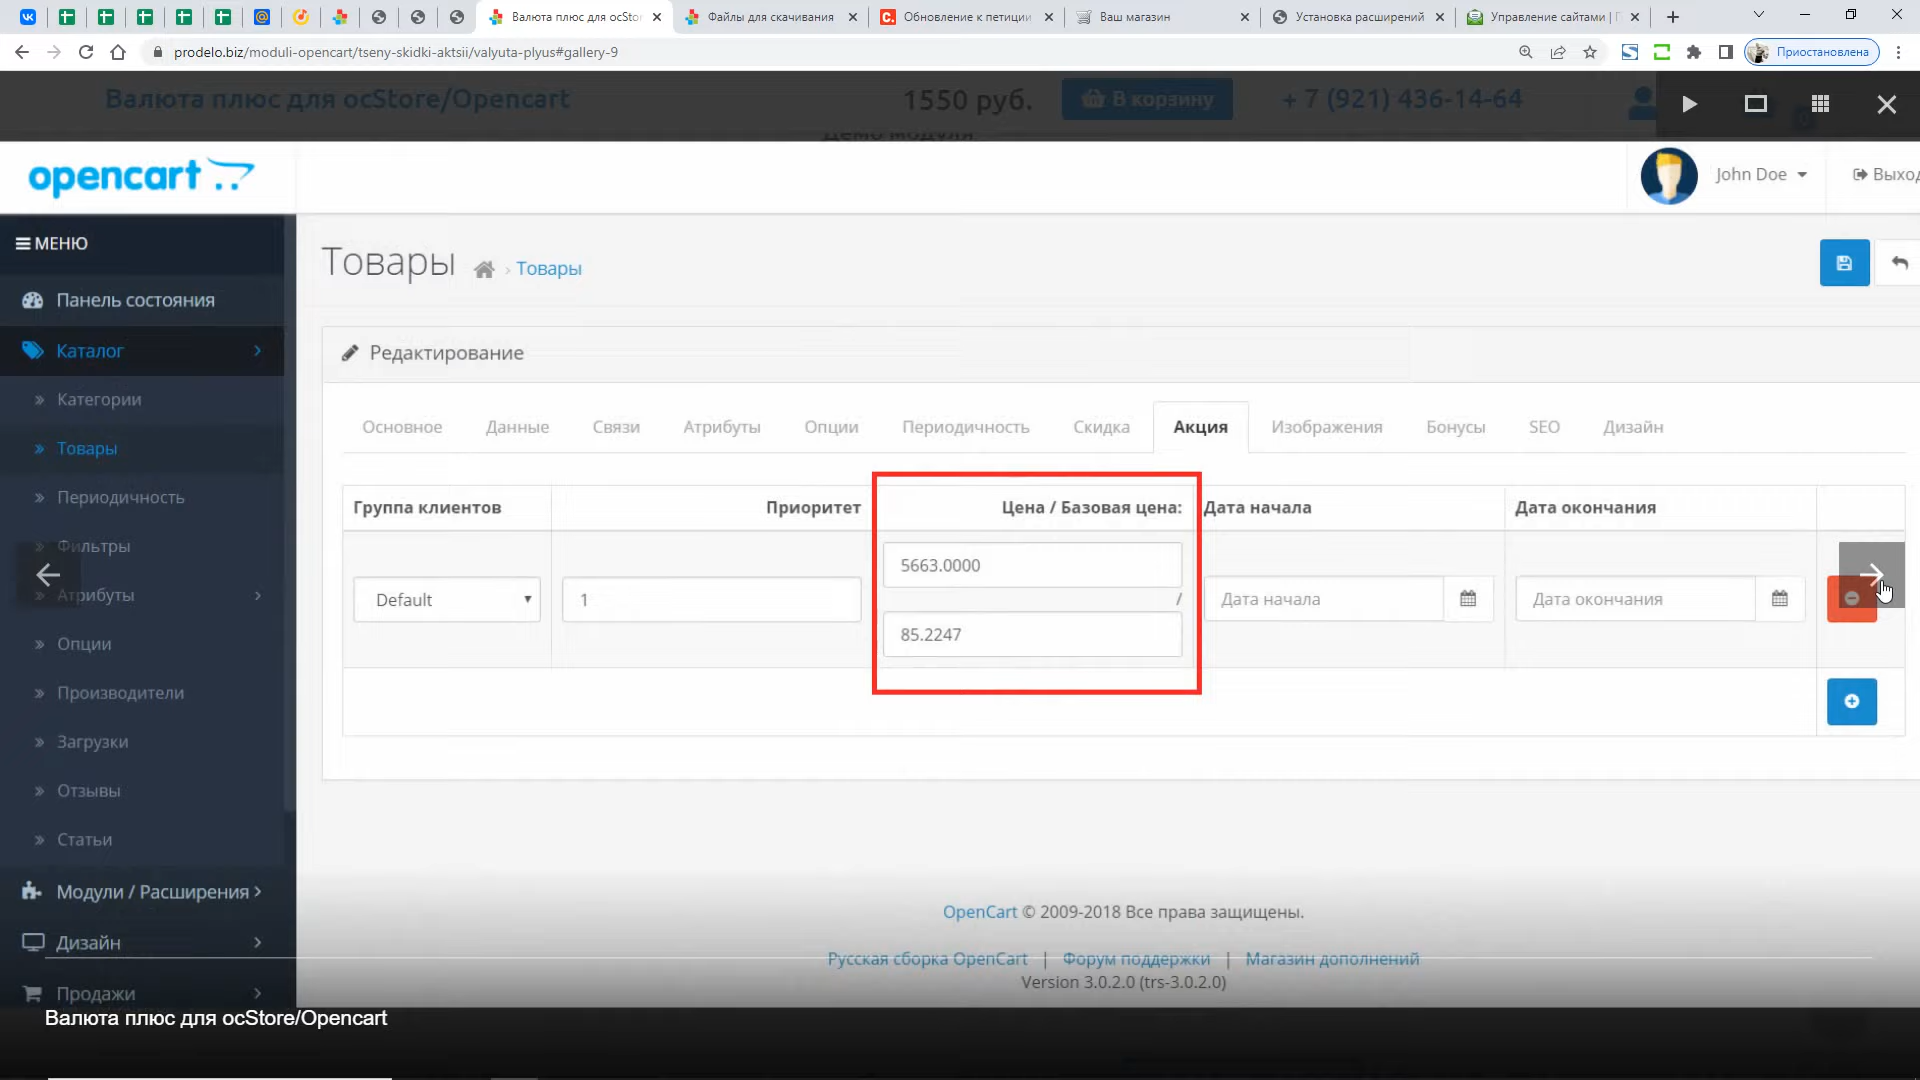 Валюта плюс для ocSto
Файлы для скачивания
Обновление к петиции
Ваш магазин
Установка расширений
Управление сайтами |
prodelo.biz/moduli-opencart/tseny-skidki-aktsii/valyuta-plyus#gallery-9
Приостановлена
Валюта плюс для ocStore/Opencart
1550 руб.
В корзину
+ 7 (921) 436-14-64
Демо модуля
opencart
John Doe
Выход
МЕНЮ
Товары
Товары
Панель состояния
Редактирование
Каталог
Категории
Основное
Данные
Связи
Атрибуты
Опции
Периодичность
Скидка
Акция
Изображения
Бонусы
SEO
Дизайн
Товары
Периодичность
Группа клиентов
Приоритет
Цена / Базовая цена:
Дата начала
Дата окончания
Фильтры
5663.0000
Атрибуты
Default
1
/
Дата начала
Дата окончания
85.2247
Опции
Производители
Загрузки
Отзывы
Статьи
Модули / Расширения
OpenCart © 2009-2018 Все права защищены.
Дизайн
Русская сборка OpenCart | Форум поддержки | Магазин дополнений
Version 3.0.2.0 (trs-3.0.2.0)
Продажи
Валюта плюс для ocStore/Opencart